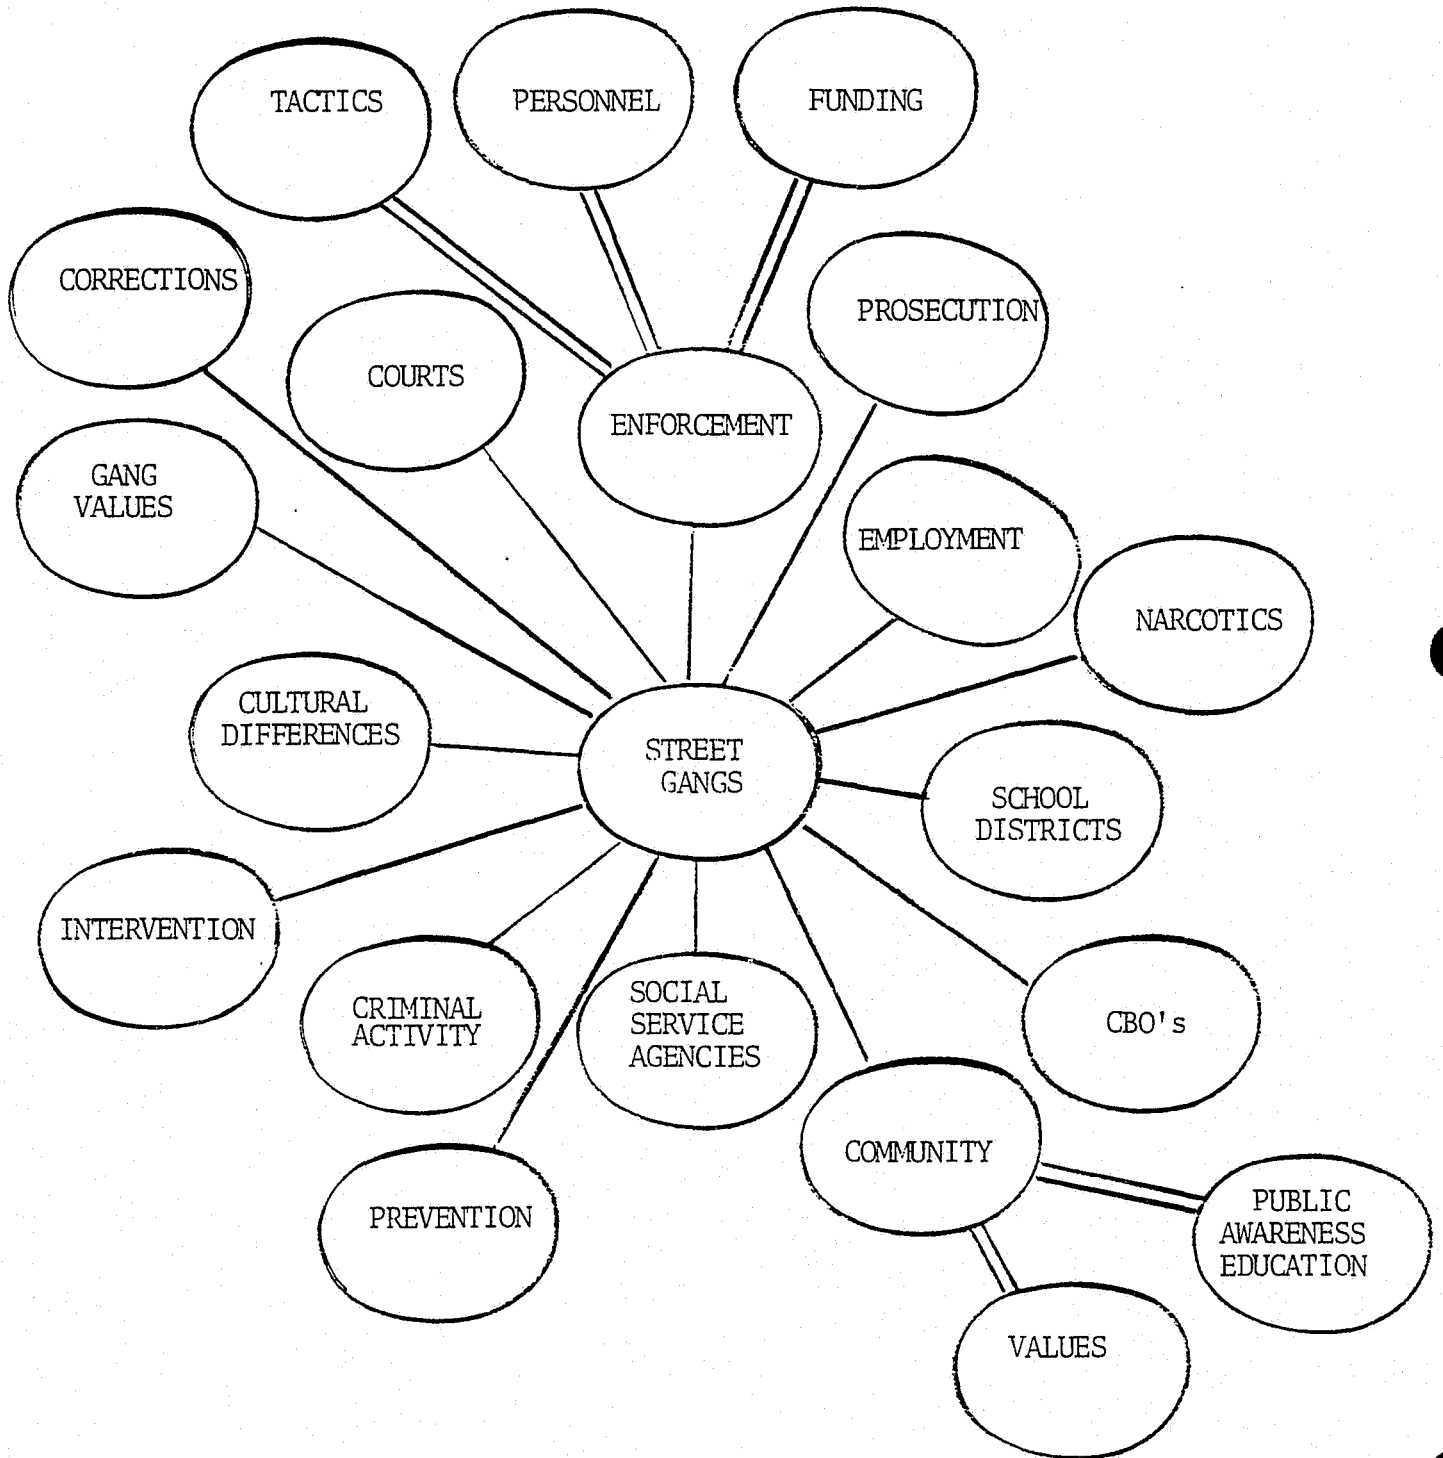 TACTICS
PERSONNEL
FUNDING
CORRECTIONS
PROSECUTION
COURTS
ENFORCEMENT
GANG
VALUES
EMPLOYMENT
NARCOTICS
CULTURAL
DIFFERENCES
STREET
GANGS
SCHOOL
DISTRICTS
INTERVENTION
CRIMINAL
ACTIVITY
SOCIAL
SERVICE
AGENCIES
CBO's
COMMUNITY
PREVENTION
PUBLIC
AWARENESS
EDUCATION
VALUES